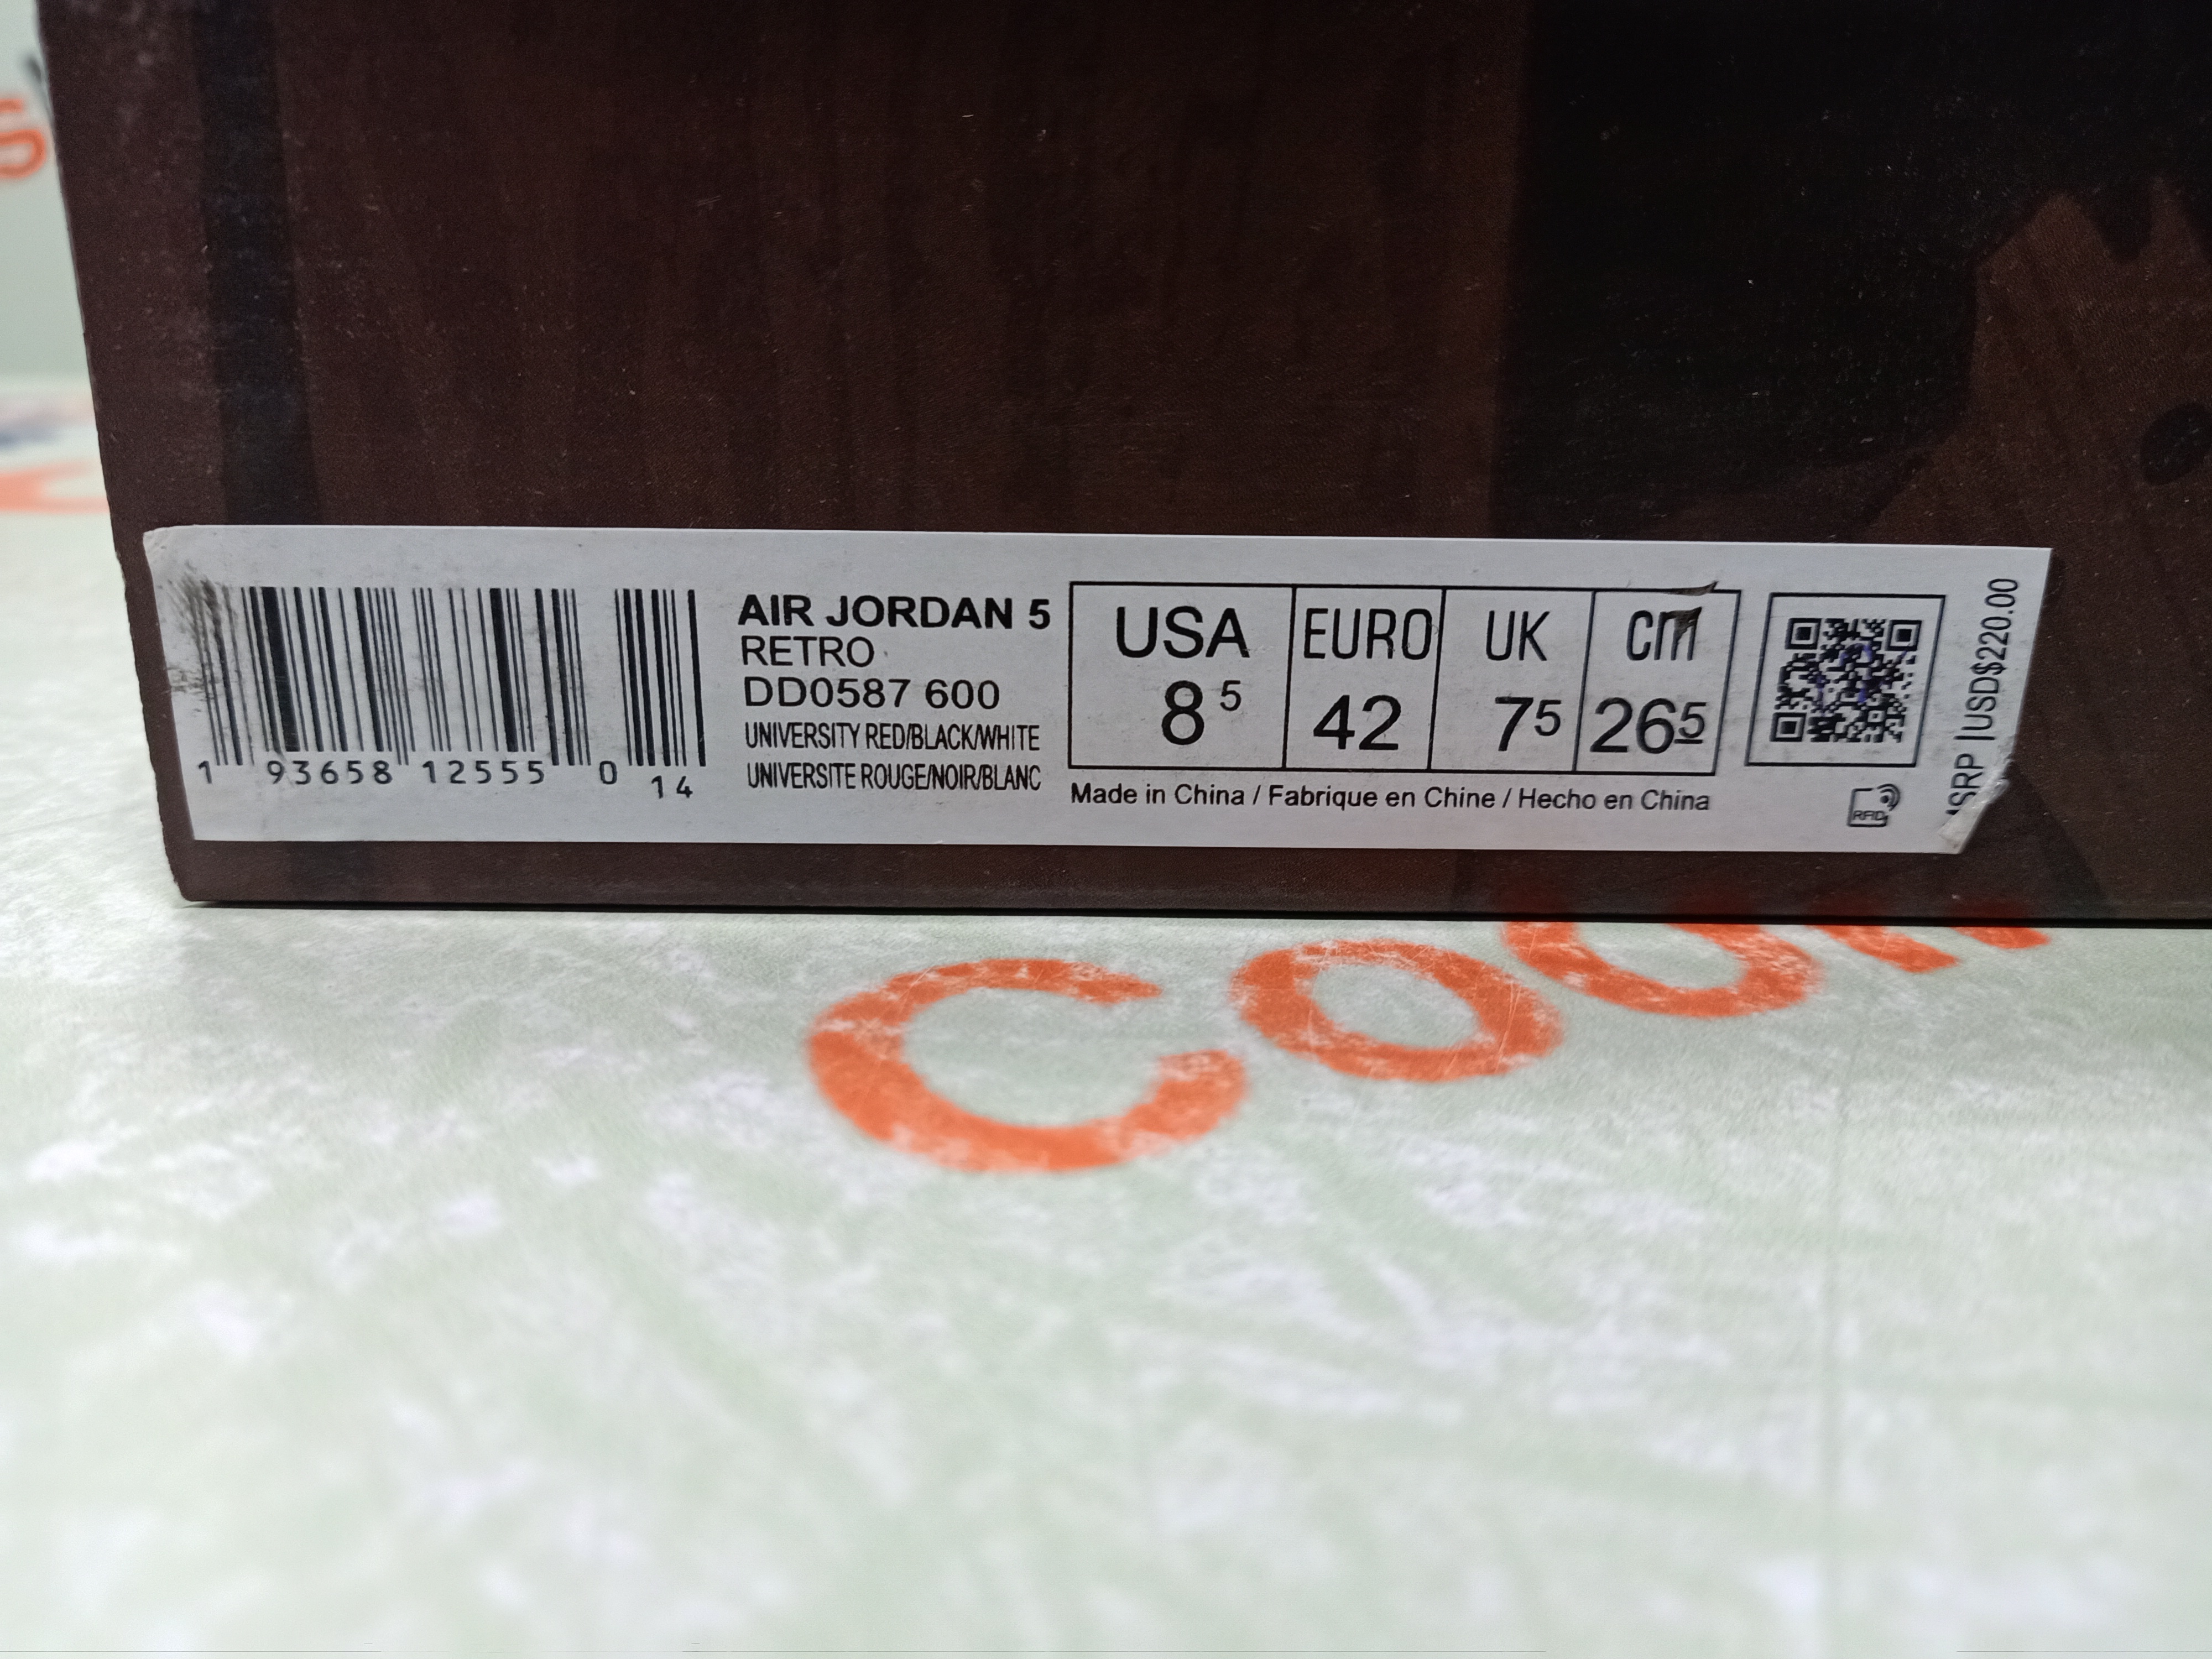 AIR JORDAN 5
RETRO
DD0587 600
UNIVERSITY RED/BLACK/WHITE
UNIVERSITE ROUGE/NOIR/BLANC
1 93658 12555 0 14
USA EURO UK cm
8 5 42 7 5 26 5
Made in China / Fabrique en Chine / Hecho en China
RFID
SRP |USD$220.00